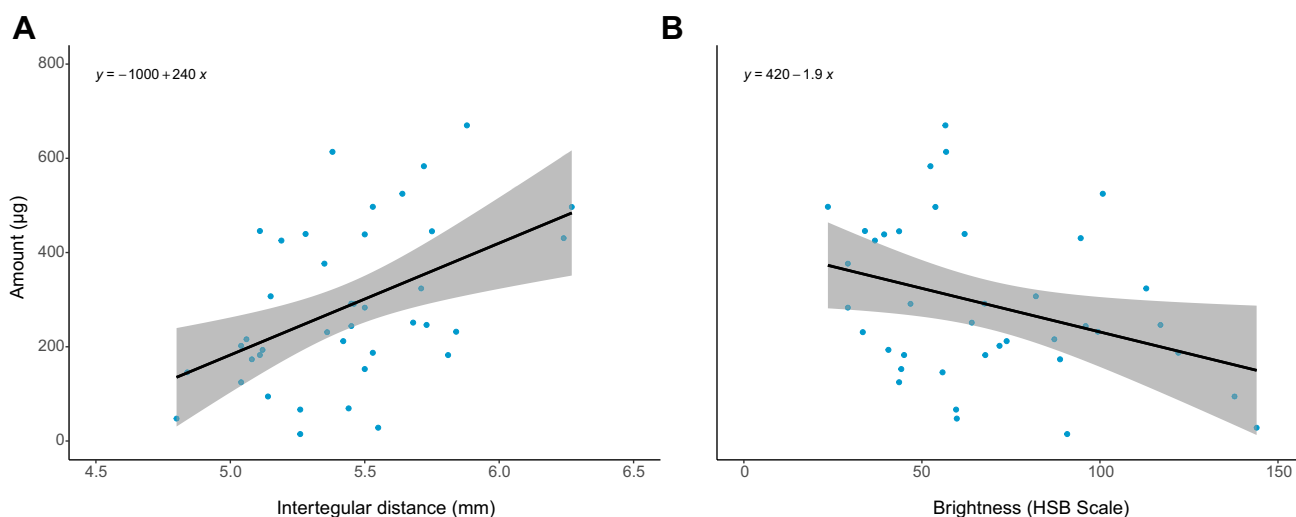 A
B
y = −1000 + 240 x
y = 420 − 1.9 x
Amount (µg)
800
600
400
200
0
4.5 5.0 5.5 6.0 6.5
0 50 100 150
Intertegular distance (mm)
Brightness (HSB Scale)